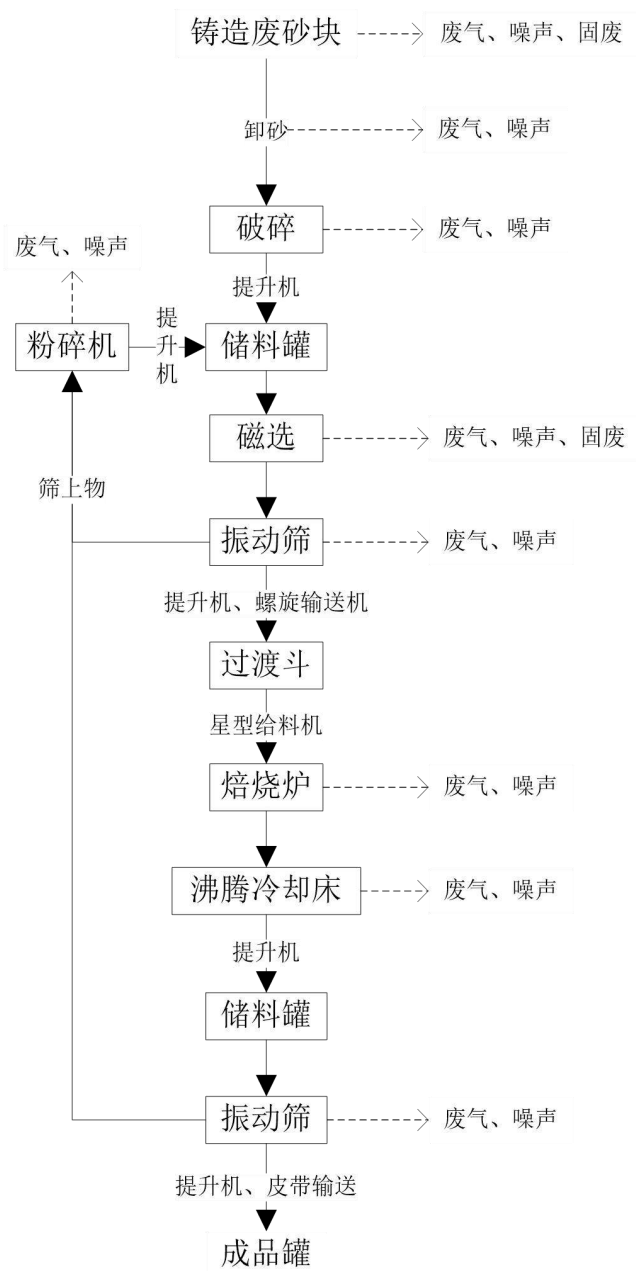 铸造废砂块
废气、噪声、固废
卸砂
废气、噪声
破碎
废气、噪声
废气、噪声
提升机
粉碎机
提升机
储料罐
磁选
废气、噪声、固废
筛上物
振动筛
废气、噪声
提升机、螺旋输送机
过渡斗
星型给料机
焙烧炉
废气、噪声
沸腾冷却床
废气、噪声
提升机
储料罐
振动筛
废气、噪声
提升机、皮带输送
成品罐